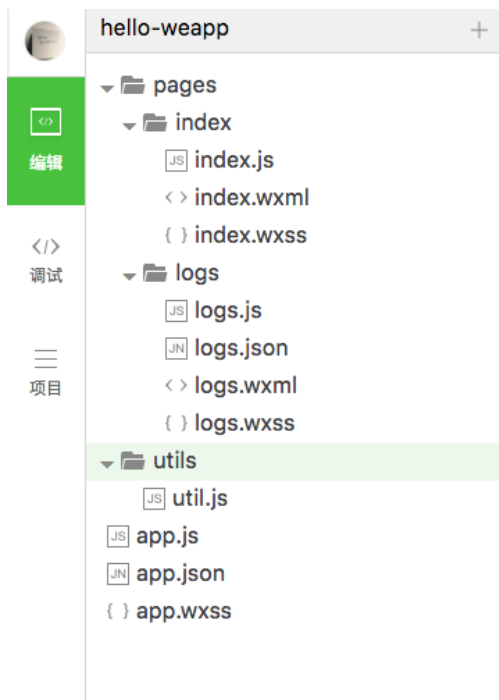 hello-weapp
编辑
调试
项目
pages
index
JS index.js
<> index.wxml
{ } index.wxss
logs
JS logs.js
JN logs.json
<> logs.wxml
{ } logs.wxss
utils
JS util.js
JS app.js
JN app.json
{ } app.wxss